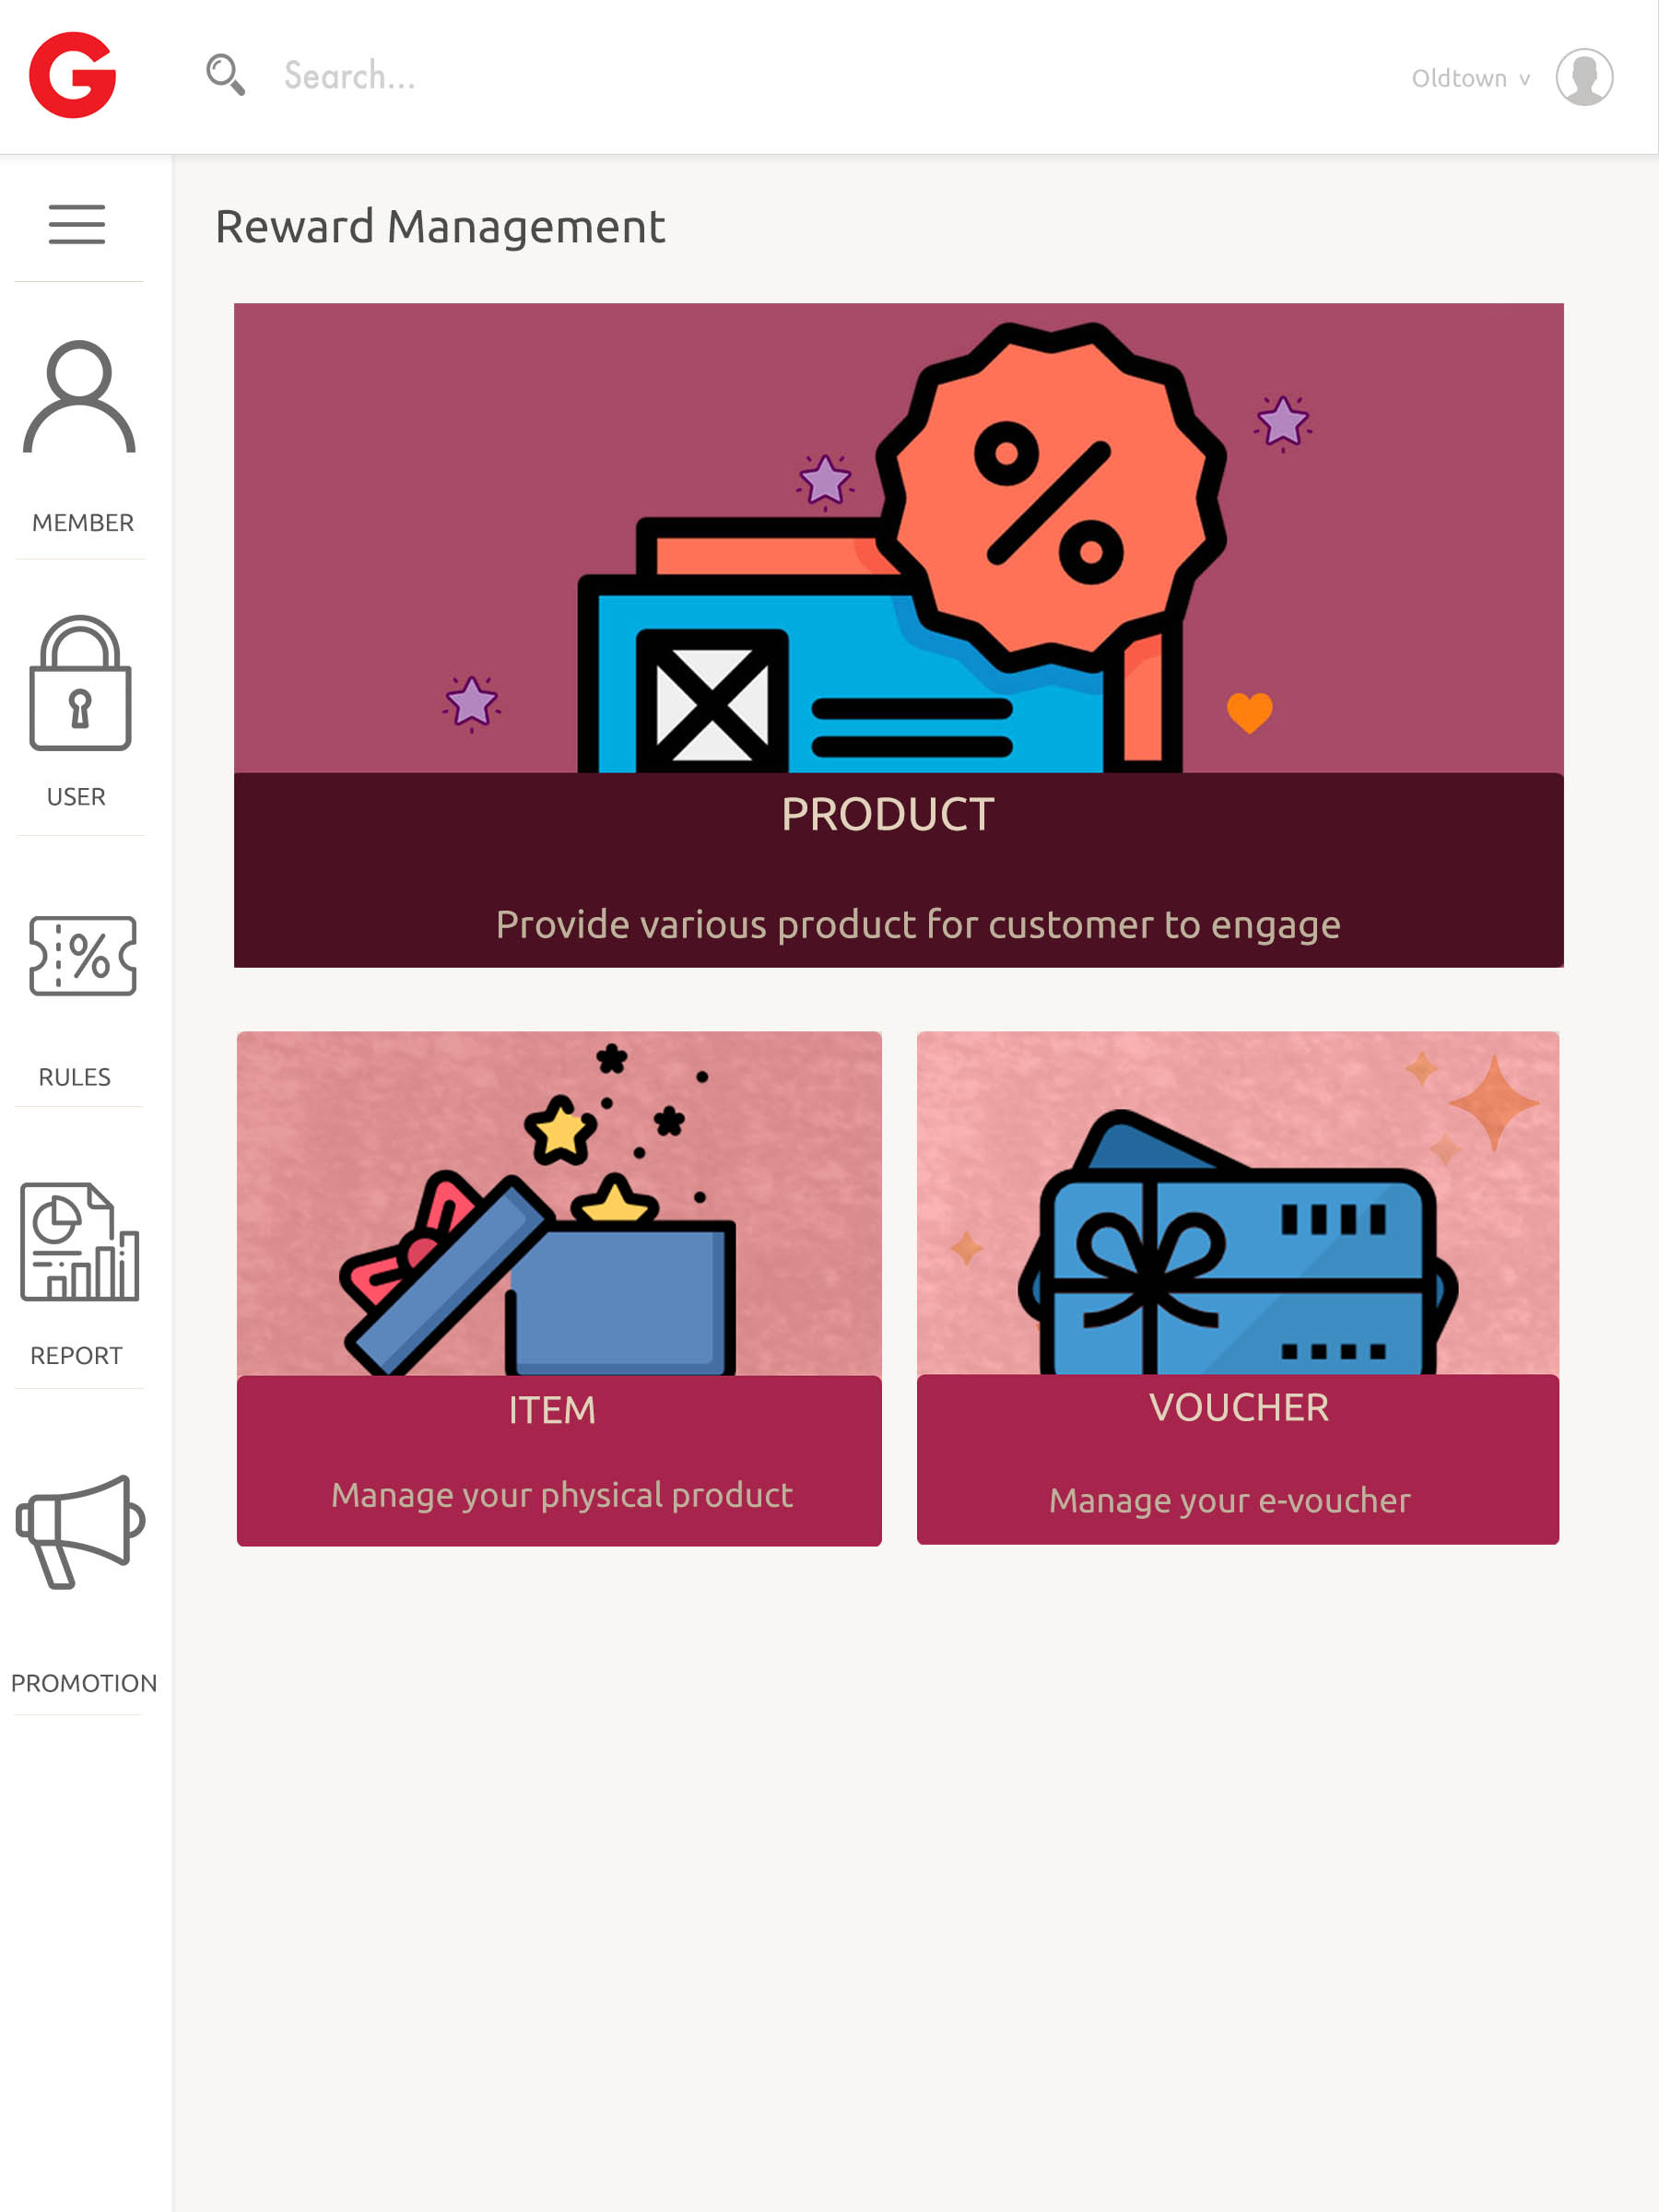 G
Search...
Oldtown v
Reward Management
MEMBER
USER
RULES
REPORT
PROMOTION
%
PRODUCT
Provide various product for customer to engage
ITEM
Manage your physical product
VOUCHER
Manage your e-voucher